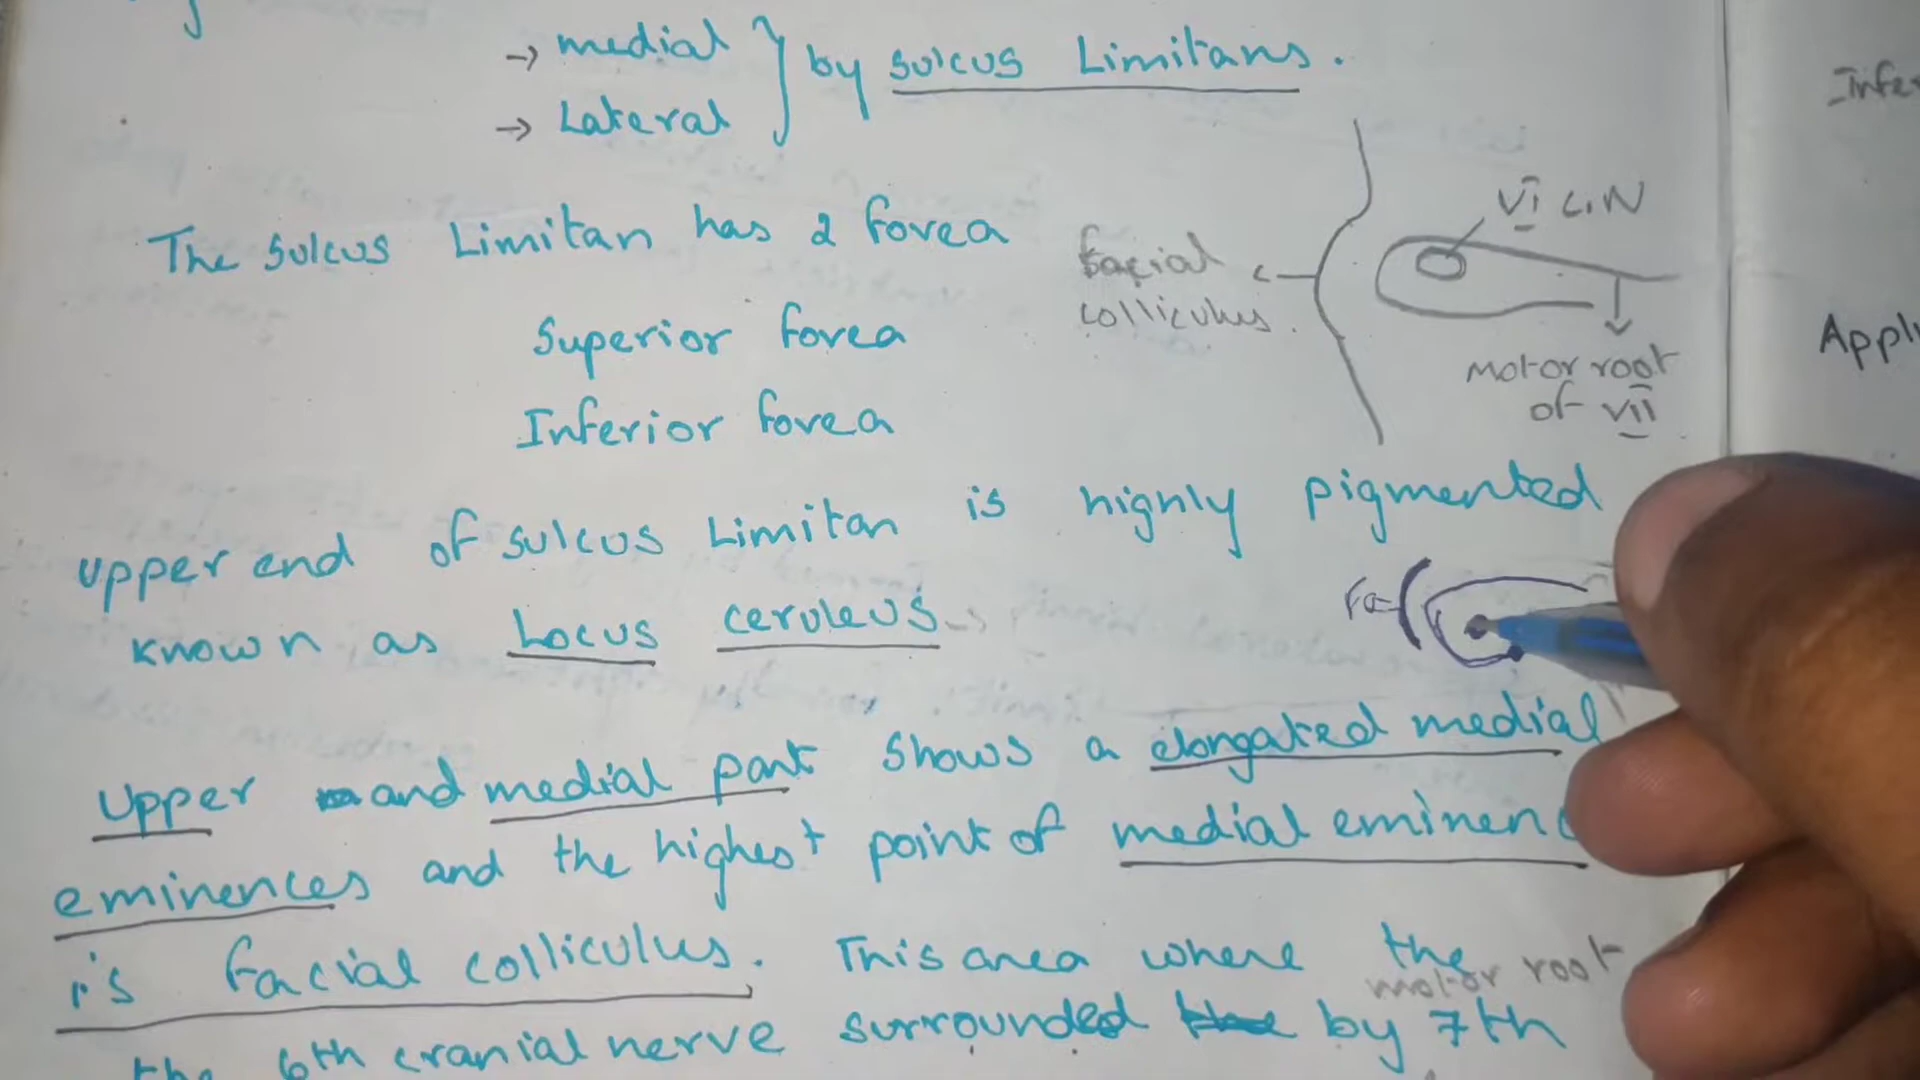 → medial } by sulcus Limitans.
→ Lateral
The sulcus Limitan has 2 fovea
Superior fovea
Inferior fovea
VI C.N
facial
colliculus.
motor root
of VII
upper end of sulcus Limitan is highly pigmented
known as Locus ceruleus
Upper and medial part shows a elongated medial
eminences and the highest point of medial eminenc
is facial colliculus. This area where the
motor root
the 6th cranial nerve surrounded by 7th
Infe
Appl